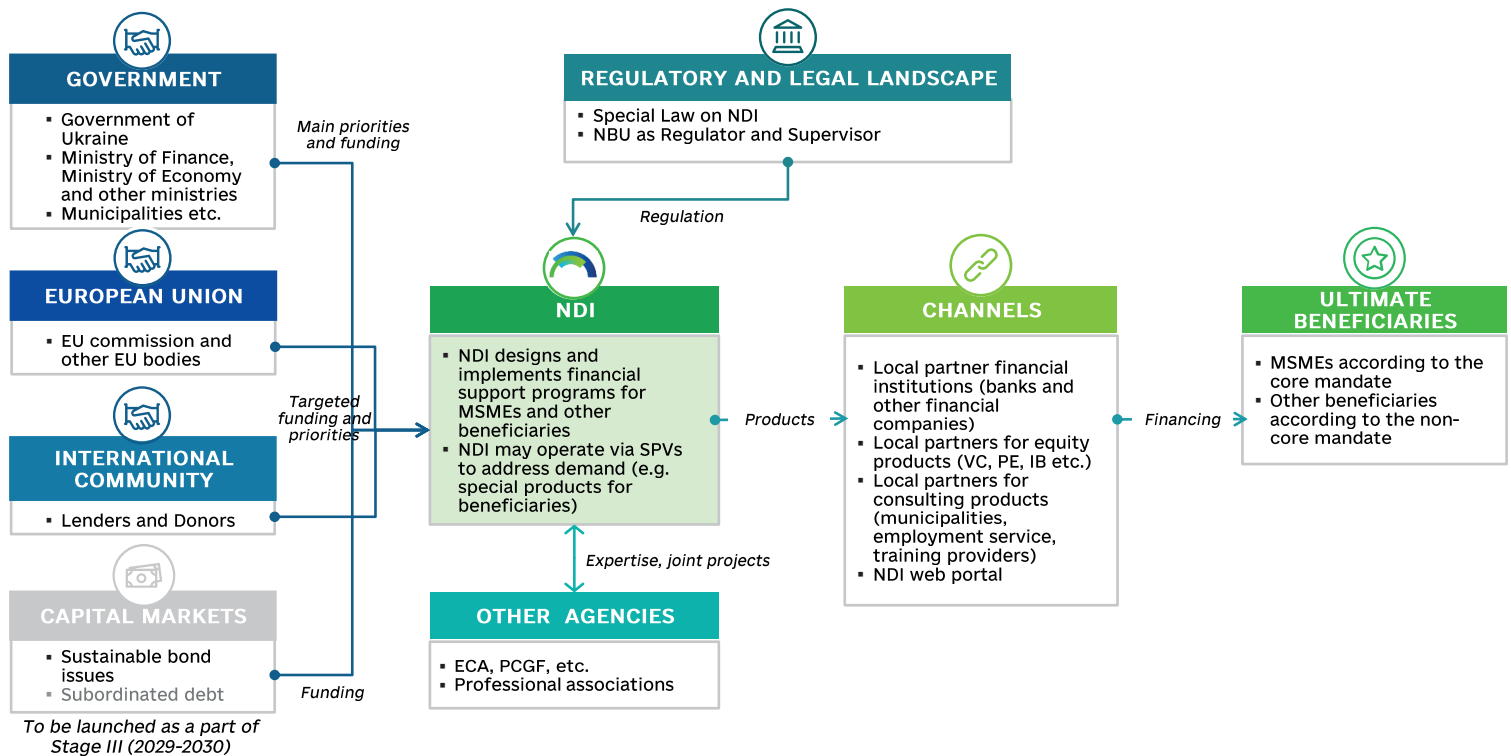 GOVERNMENT
▪ Government of
Ukraine
▪ Ministry of Finance,
Ministry of Economy
and other ministries
▪ Municipalities etc.
Main priorities
and funding
REGULATORY AND LEGAL LANDSCAPE
▪ Special Law on NDI
▪ NBU as Regulator and Supervisor
Regulation
EUROPEAN UNION
▪ EU commission and
other EU bodies
Targeted
funding and
priorities
INTERNATIONAL
COMMUNITY
▪ Lenders and Donors
CAPITAL MARKETS
▪ Sustainable bond
issues
▪ Subordinated debt
Funding
To be launched as a part of
Stage III (2029-2030)
NDI
▪ NDI designs and
implements financial
support programs for
MSMEs and other
beneficiaries
▪ NDI may operate via SPVs
to address demand (e.g.
special products for
beneficiaries)
Products
Expertise, joint projects
OTHER AGENCIES
▪ ECA, PCGF, etc.
▪ Professional associations
CHANNELS
▪ Local partner financial
institutions (banks and
other financial
companies)
▪ Local partners for equity
products (VC, PE, IB etc.)
▪ Local partners for
consulting products
(municipalities,
employment service,
training providers)
▪ NDI web portal
Financing
ULTIMATE
BENEFICIARIES
▪ MSMEs according to the
core mandate
▪ Other beneficiaries
according to the non-
core mandate